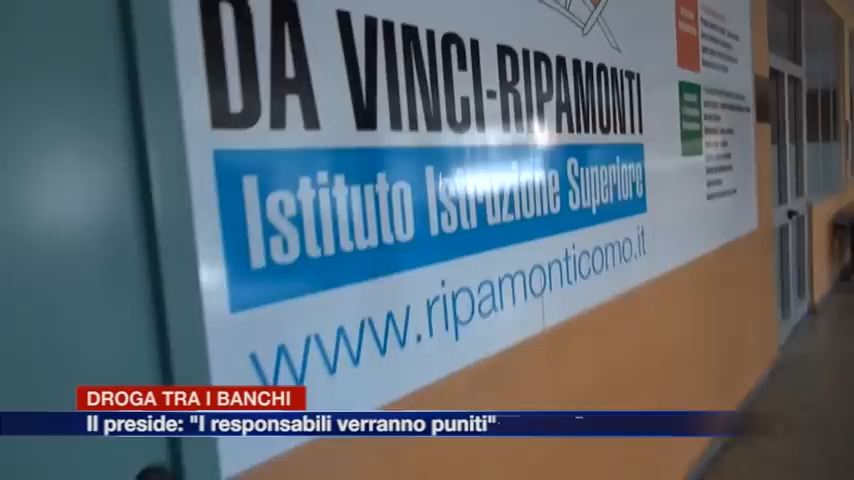 DA VINCI-RIPAMONTI
Istituto Istruzione Superiore
www.ripamonticomo.it
DROGA TRA I BANCHI
Il preside: "I responsabili verranno puniti"